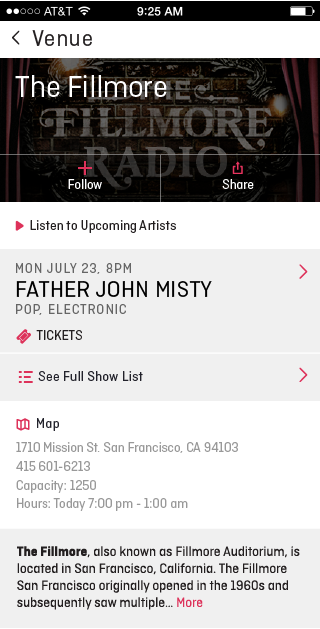 AT&T 9:25 AM
Venue
The Fillmore
THE
FILLMORE
RADIO
Follow Share
Listen to Upcoming Artists
MON JULY 23, 8PM
FATHER JOHN MISTY
POP, ELECTRONIC
TICKETS
See Full Show List
Map
1710 Mission St. San Francisco, CA 94103
415 601-6213
Capacity: 1250
Hours: Today 7:00 pm - 1:00 am
The Fillmore, also known as Fillmore Auditorium, is
located in San Francisco, California. The Fillmore
San Francisco originally opened in the 1960s and
subsequently saw multiple... More